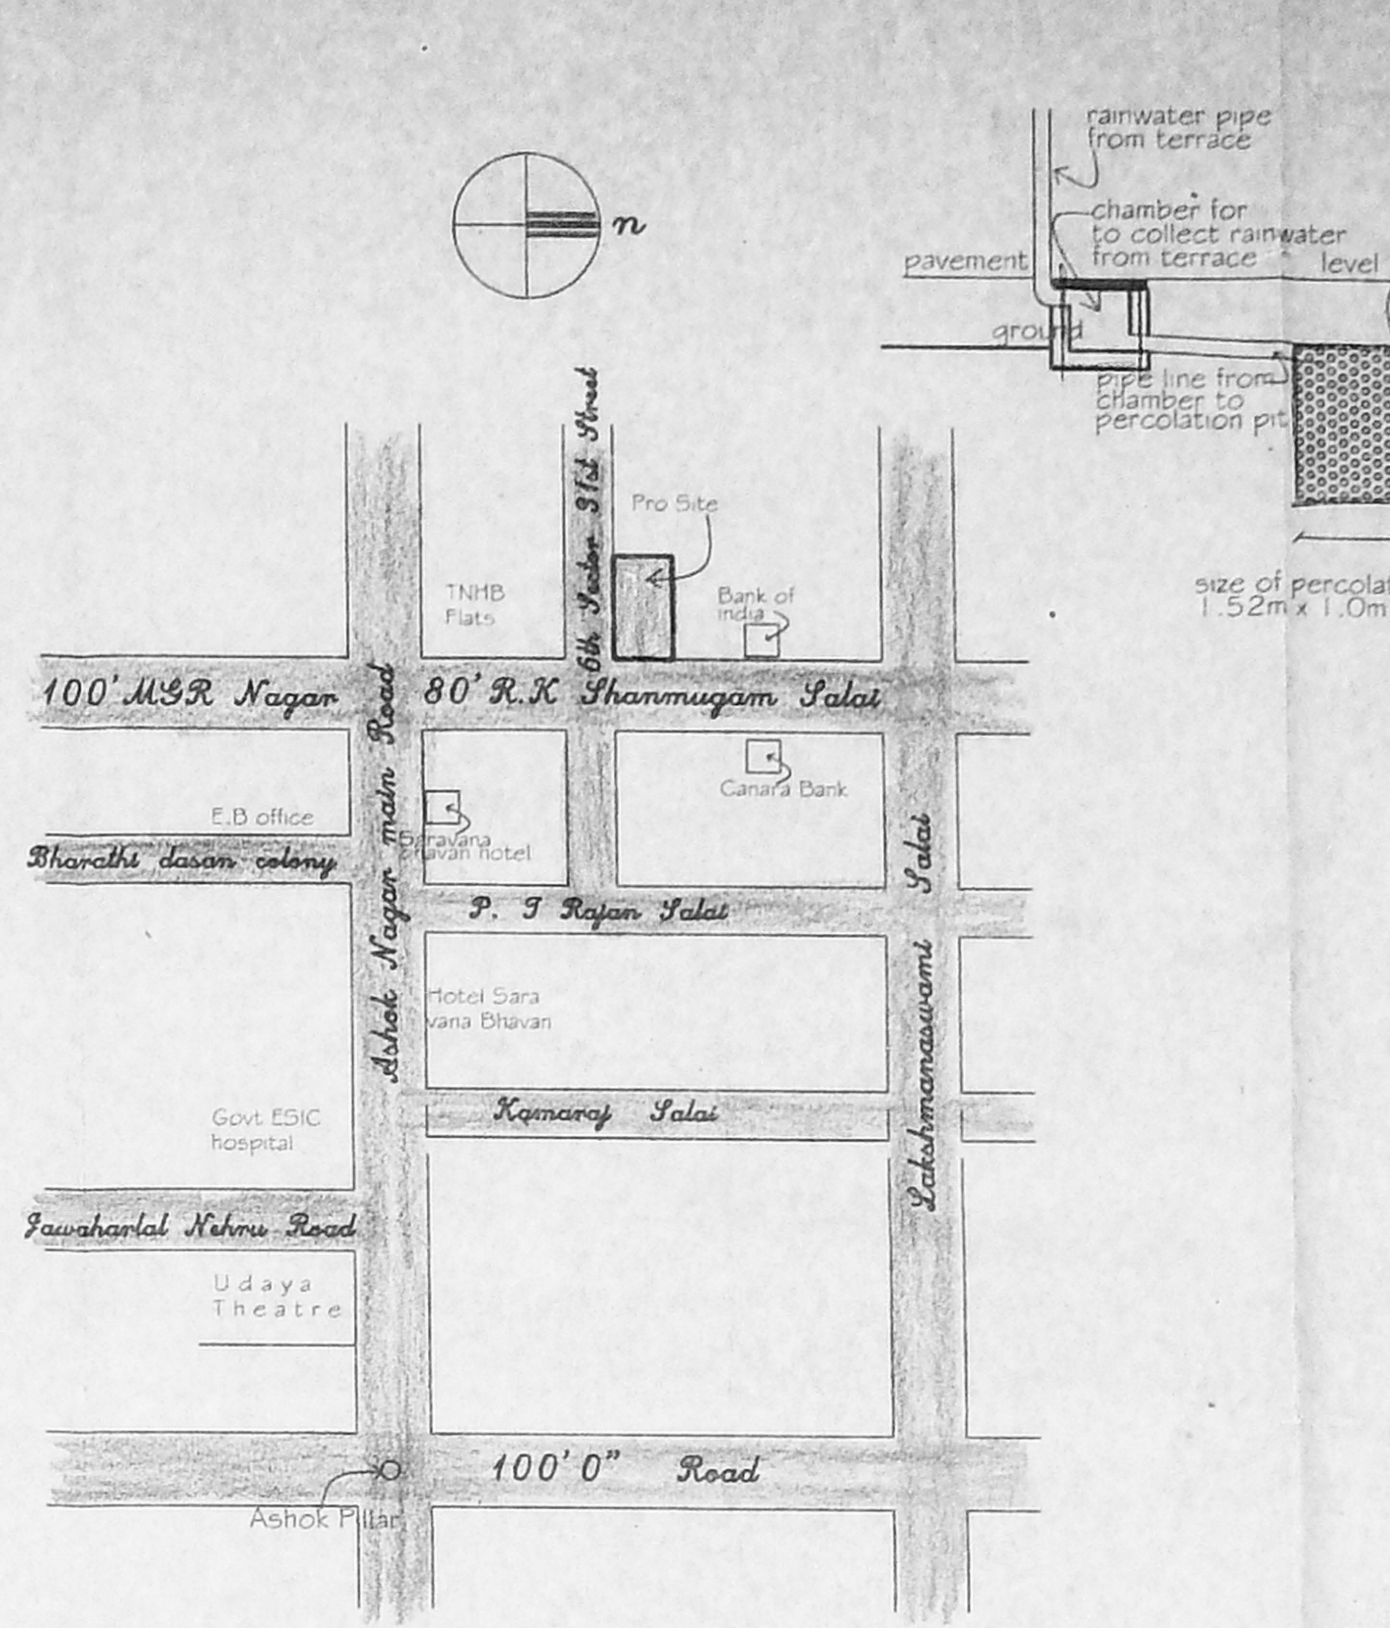 rainwater pipe
from terrace
chamber for
to collect rainwater
from terrace
pavement
level
ground
pipe line from
chamber to
percolation pit
size of percolat
1.52m x 1.0m
n
6th Sector 31st Street
Pro Site
TNHB
Flats
Bank of
india
100' MGR Nagar
80' R.K Shanmugam Salai
Canara Bank
E.B office
Saravana
Bhavan hotel
Bharathi dasan colony
Ashok Nagar main Road
P. T Rajan Salai
Lakshmanaswami Salai
Hotel Sara
vana Bhavan
Kamaraj Salai
Govt ESIC
hospital
Jawaharlal Nehru Road
Udaya
Theatre
100' 0" Road
Ashok Pillar